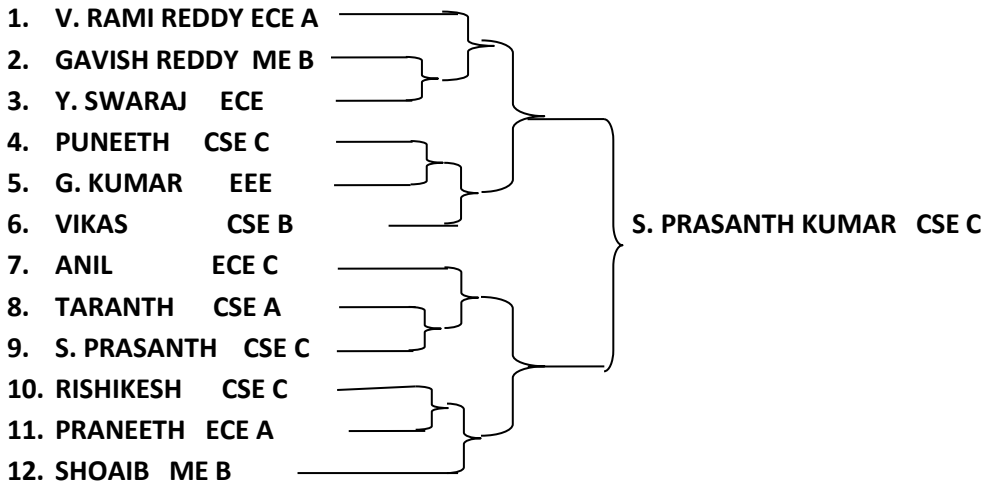 1. V. RAMI REDDY ECE A
2. GAVISH REDDY ME B
3. Y. SWARAJ ECE
4. PUNEETH CSE C
5. G. KUMAR EEE
6. VIKAS CSE B
S. PRASANTH KUMAR CSE C
7. ANIL ECE C
8. TARANTH CSE A
9. S. PRASANTH CSE C
10. RISHIKESH CSE C
11. PRANEETH ECE A
12. SHOAIB ME B